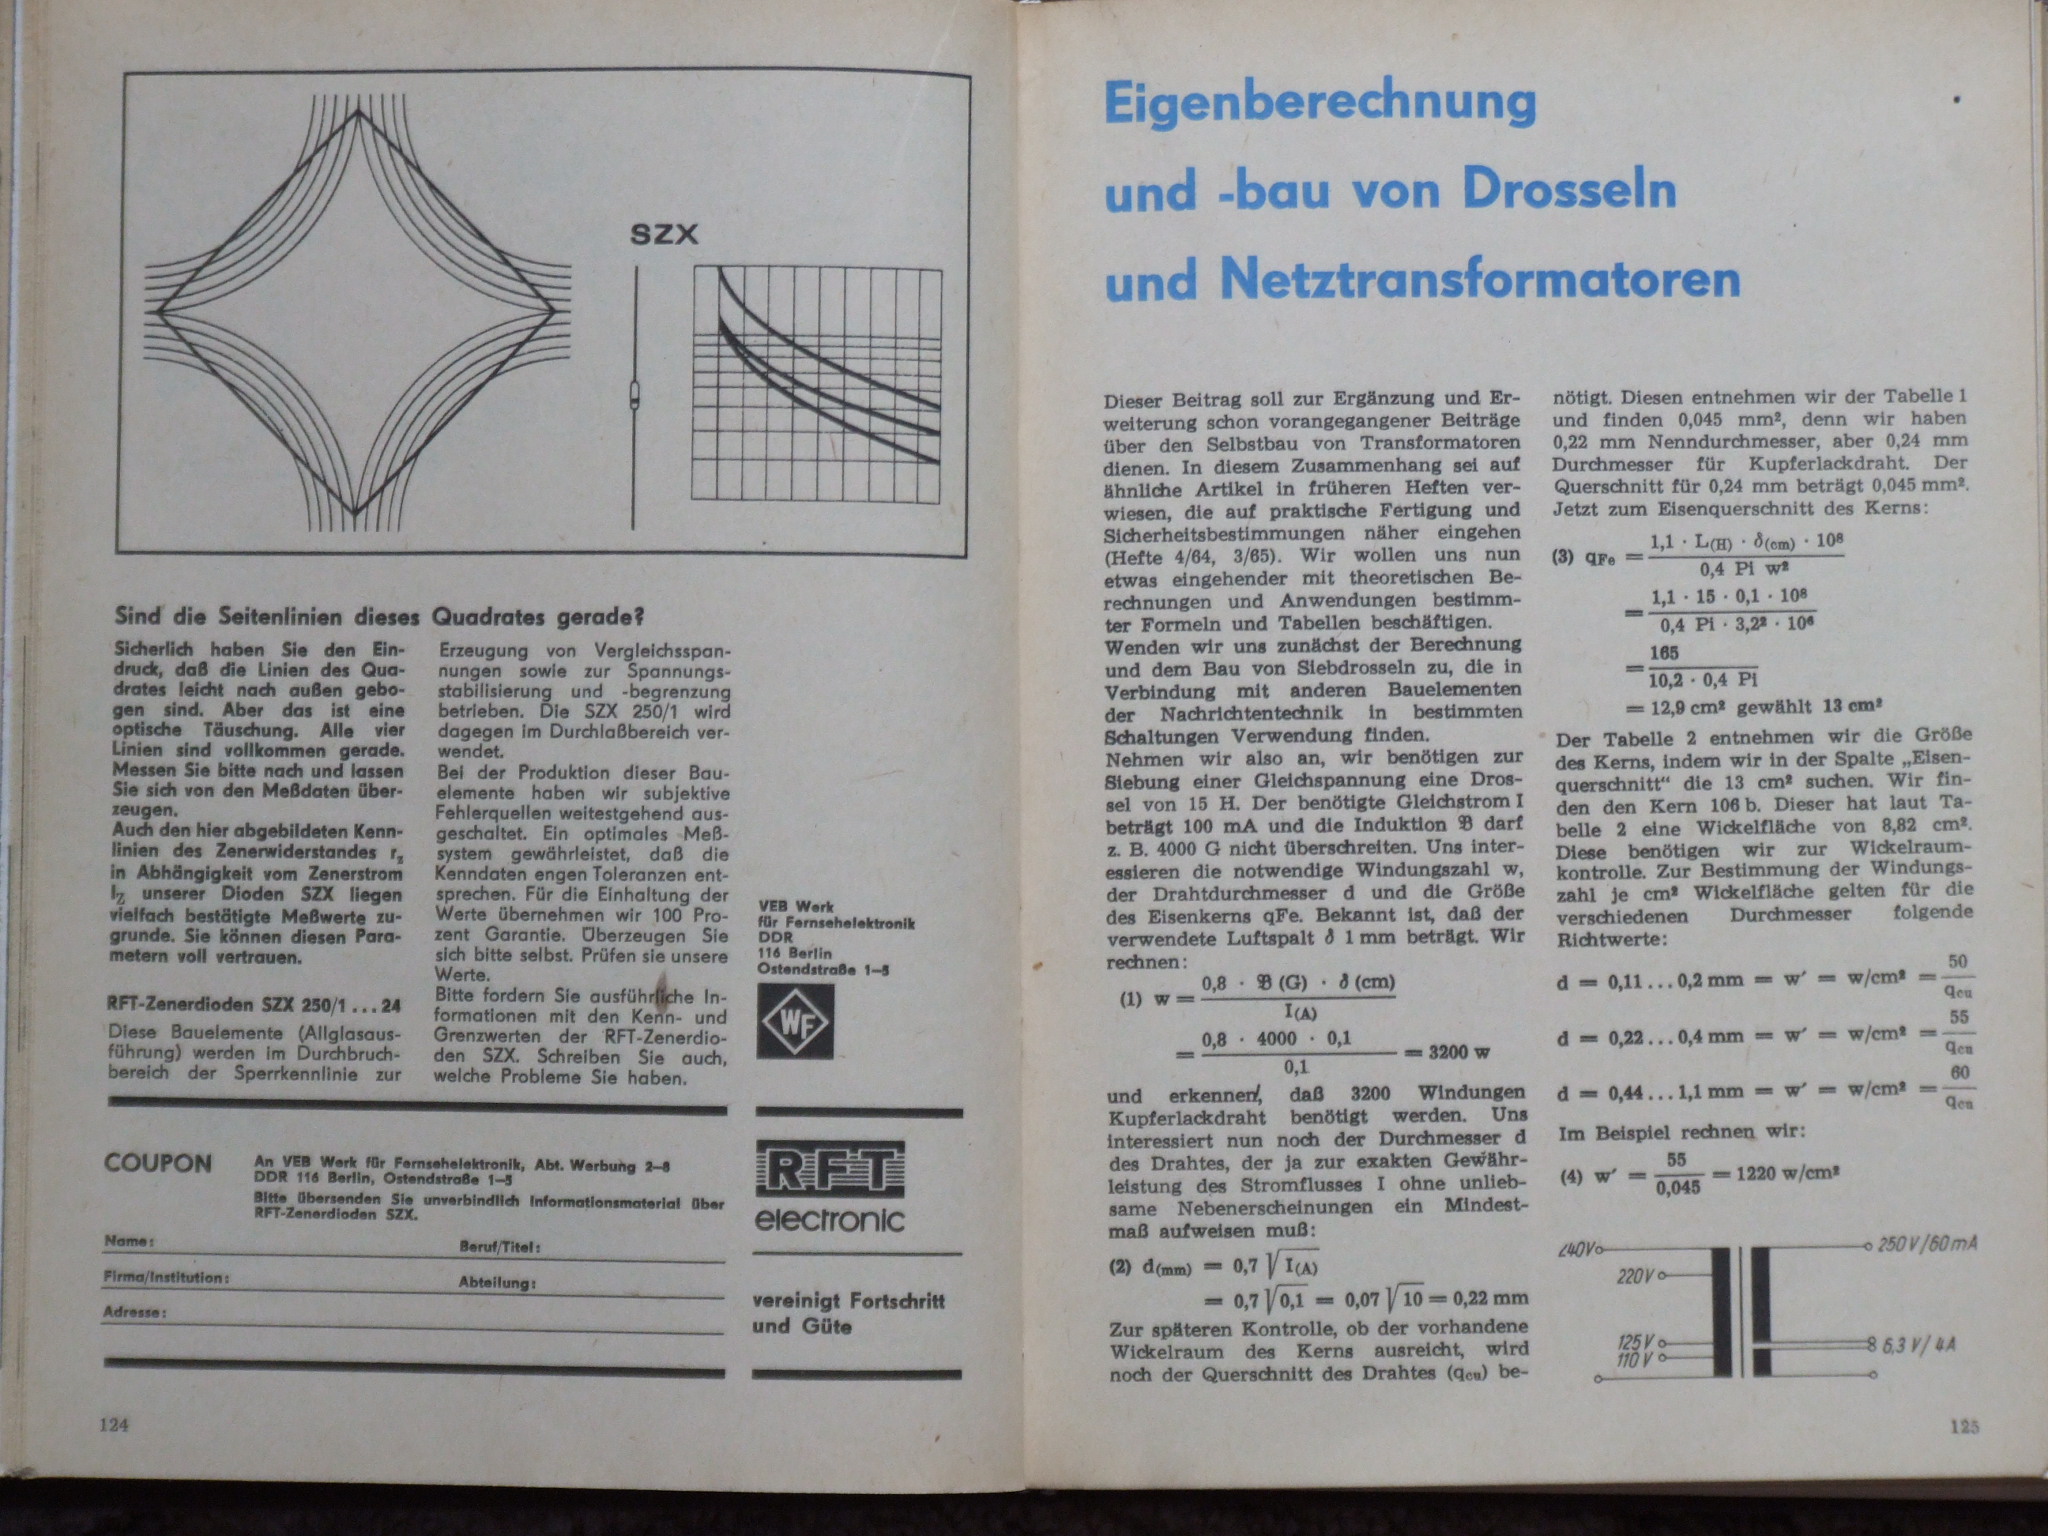 SZX
Sind die Seitenlinien dieses Quadrates gerade?
Sicherlich haben Sie den Ein-
druck, daß die Linien des Qua-
drates leicht nach außen gebo-
gen sind. Aber das ist eine
optische Täuschung. Alle vier
Linien sind vollkommen gerade.
Messen Sie bitte nach und lassen
Sie sich von den Meßdaten über-
zeugen.
Auch den hier abgebildeten Kenn-
linien des Zenerwiderstandes rz
in Abhängigkeit vom Zenerstrom
IZ unserer Dioden SZX liegen
vielfach bestätigte Meßwerte zu-
grunde. Sie können diesen Para-
metern voll vertrauen.
RFT-Zenerdioden SZX 250/1 ... 24
Diese Bauelemente (Allglasaus-
führung) werden im Durchbruch-
bereich der Sperrkennlinie zur
Erzeugung von Vergleichsspan-
nungen sowie zur Spannungs-
stabilisierung und -begrenzung
betrieben. Die SZX 250/1 wird
dagegen im Durchlaßbereich ver-
wendet.
Bei der Produktion dieser Bau-
elemente haben wir subjektive
Fehlerquellen weitestgehend aus-
geschaltet. Ein optimales Meß-
system gewährleistet, daß die
Kenndaten engen Toleranzen ent-
sprechen. Für die Einhaltung der
Werte übernehmen wir 100 Pro-
zent Garantie. Überzeugen Sie
sich bitte selbst. Prüfen sie unsere
Werte.
Bitte fordern Sie ausführliche In-
formationen mit den Kenn- und
Grenzwerten der RFT-Zenerdio-
den SZX. Schreiben Sie auch,
welche Probleme Sie haben.
VEB Werk
für Fernsehelektronik
DDR
116 Berlin
Ostendstraße 1–5
WF
COUPON
An VEB Werk für Fernsehelektronik, Abt. Werbung 2–8
DDR 116 Berlin, Ostendstraße 1–5
Bitte übersenden Sie unverbindlich Informationsmaterial über
RFT-Zenerdioden SZX.
Name: Beruf/Titel:
Firma/Institution: Abteilung:
Adresse:
RFT
electronic
vereinigt Fortschritt
und Güte
124
Eigenberechnung
und -bau von Drosseln
und Netztransformatoren
Dieser Beitrag soll zur Ergänzung und Er-
weiterung schon vorangegangener Beiträge
über den Selbstbau von Transformatoren
dienen. In diesem Zusammenhang sei auf
ähnliche Artikel in früheren Heften ver-
wiesen, die auf praktische Fertigung und
Sicherheitsbestimmungen näher eingehen
(Hefte 4/64, 3/65). Wir wollen uns nun
etwas eingehender mit theoretischen Be-
rechnungen und Anwendungen bestimm-
ter Formeln und Tabellen beschäftigen.
Wenden wir uns zunächst der Berechnung
und dem Bau von Siebdrosseln zu, die in
Verbindung mit anderen Bauelementen
der Nachrichtentechnik in bestimmten
Schaltungen Verwendung finden.
Nehmen wir also an, wir benötigen zur
Siebung einer Gleichspannung eine Dros-
sel von 15 H. Der benötigte Gleichstrom I
beträgt 100 mA und die Induktion 𝔅 darf
z. B. 4000 G nicht überschreiten. Uns inter-
essieren die notwendige Windungszahl w,
der Drahtdurchmesser d und die Größe
des Eisenkerns qFe. Bekannt ist, daß der
verwendete Luftspalt δ 1 mm beträgt. Wir
rechnen:
(1) w = 0,8 · 𝔅 (G) · δ (cm) / I(A)
= 0,8 · 4000 · 0,1 / 0,1 = 3200 w
und erkennen, daß 3200 Windungen
Kupferlackdraht benötigt werden. Uns
interessiert nun noch der Durchmesser d
des Drahtes, der ja zur exakten Gewähr-
leistung des Stromflusses I ohne unlieb-
same Nebenerscheinungen ein Mindest-
maß aufweisen muß:
(2) d(mm) = 0,7 √I(A)
= 0,7 √0,1 = 0,07 √10 = 0,22 mm
Zur späteren Kontrolle, ob der vorhandene
Wickelraum des Kerns ausreicht, wird
noch der Querschnitt des Drahtes (qcu) be-
nötigt. Diesen entnehmen wir der Tabelle 1
und finden 0,045 mm², denn wir haben
0,22 mm Nenndurchmesser, aber 0,24 mm
Durchmesser für Kupferlackdraht. Der
Querschnitt für 0,24 mm beträgt 0,045 mm².
Jetzt zum Eisenquerschnitt des Kerns:
(3) qFe = 1,1 · L(H) · δ(cm) · 10⁸ / 0,4 Pi w²
= 1,1 · 15 · 0,1 · 10⁸ / 0,4 Pi · 3,2² · 10⁶
= 165 / 10,2 · 0,4 Pi
= 12,9 cm² gewählt 13 cm²
Der Tabelle 2 entnehmen wir die Größe
des Kerns, indem wir in der Spalte „Eisen-
querschnitt“ die 13 cm² suchen. Wir fin-
den den Kern 106 b. Dieser hat laut Ta-
belle 2 eine Wickelfläche von 8,82 cm².
Diese benötigen wir zur Wickelraum-
kontrolle. Zur Bestimmung der Windungs-
zahl je cm² Wickelfläche gelten für die
verschiedenen Durchmesser folgende
Richtwerte:
d = 0,11 ... 0,2 mm = w′ = w/cm² = 50 / qcu
d = 0,22 ... 0,4 mm = w′ = w/cm² = 55 / qcu
d = 0,44 ... 1,1 mm = w′ = w/cm² = 60 / qcu
Im Beispiel rechnen wir:
(4) w′ = 55 / 0,045 = 1220 w/cm²
240V 250V/60mA
220V
125V 6,3V/4A
110V
125